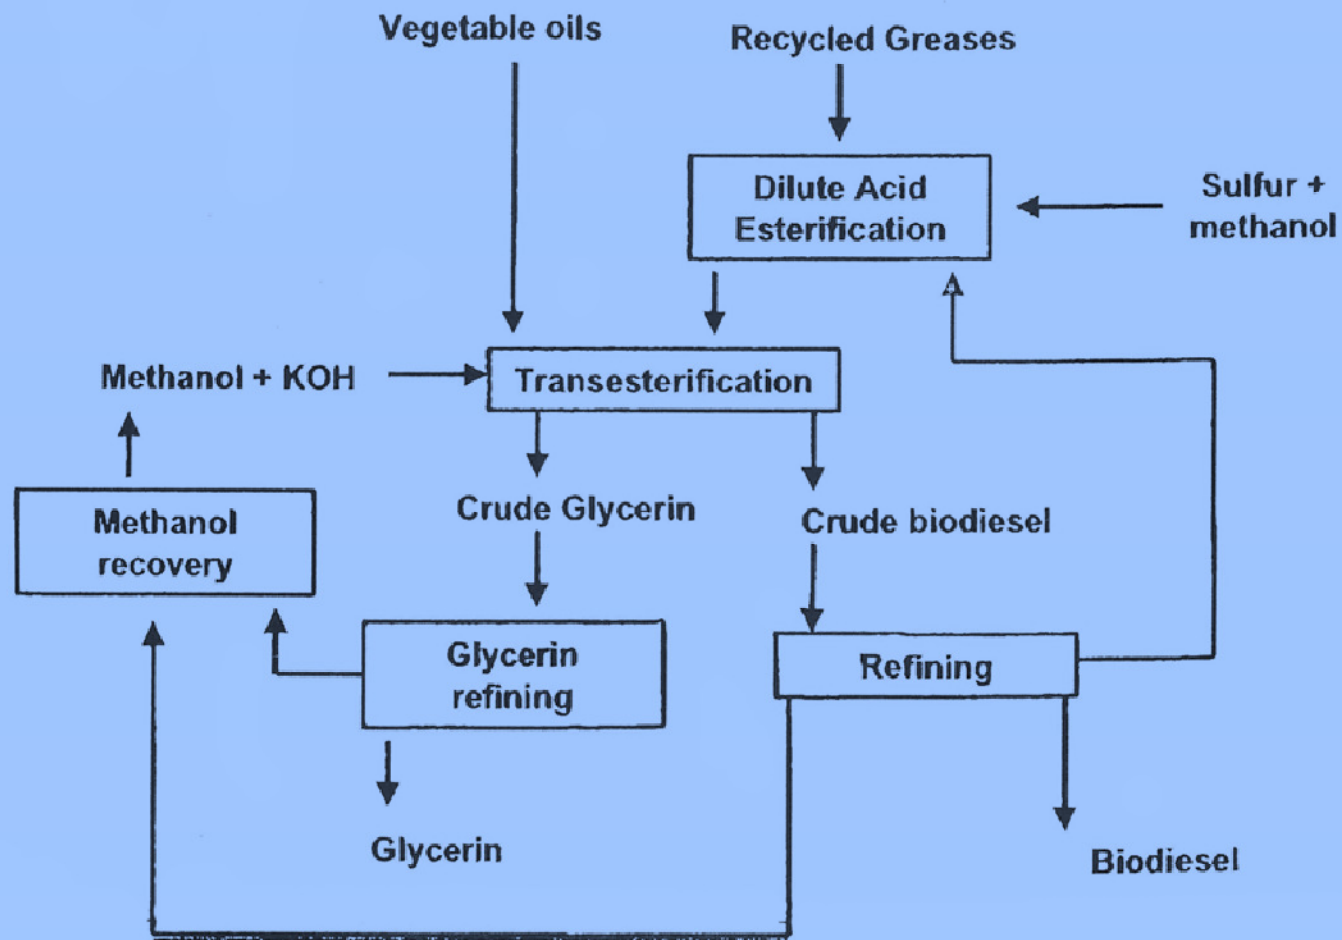 Vegetable oils
Recycled Greases
Dilute Acid
Esterification
Sulfur +
methanol
Methanol + KOH
Transesterification
Methanol
recovery
Crude Glycerin
Crude biodiesel
Glycerin
refining
Refining
Glycerin
Biodiesel